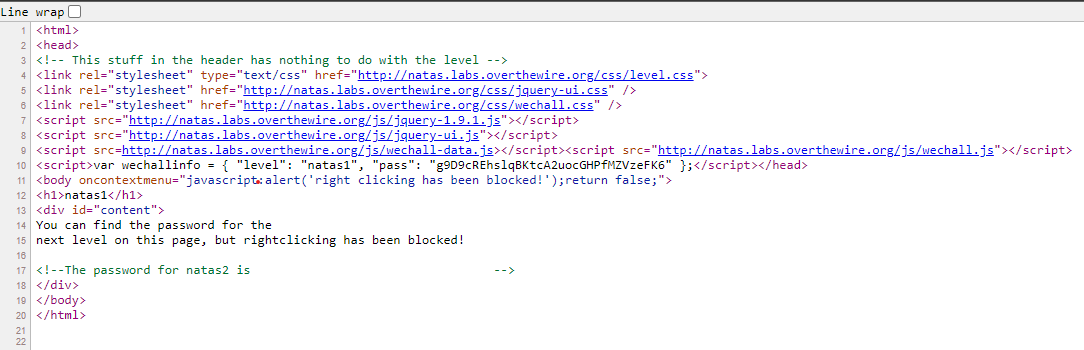 Line wrap
1 <html>
2 <head>
3 <!-- This stuff in the header has nothing to do with the level -->
4 <link rel="stylesheet" type="text/css" href="http://natas.labs.overthewire.org/css/level.css">
5 <link rel="stylesheet" href="http://natas.labs.overthewire.org/css/jquery-ui.css" />
6 <link rel="stylesheet" href="http://natas.labs.overthewire.org/css/wechall.css" />
7 <script src="http://natas.labs.overthewire.org/js/jquery-1.9.1.js"></script>
8 <script src="http://natas.labs.overthewire.org/js/jquery-ui.js"></script>
9 <script src=http://natas.labs.overthewire.org/js/wechall-data.js></script><script src="http://natas.labs.overthewire.org/js/wechall.js"></script>
10 <script>var wechallinfo = { "level": "natas1", "pass": "g9D9cREhslqBKtcA2uocGHPfMZVzeFK6" };</script></head>
11 <body oncontextmenu="javascript:alert('right clicking has been blocked!');return false;">
12 <h1>natas1</h1>
13 <div id="content">
14 You can find the password for the
15 next level on this page, but rightclicking has been blocked!
16
17 <!--The password for natas2 is -->
18 </div>
19 </body>
20 </html>
21
22